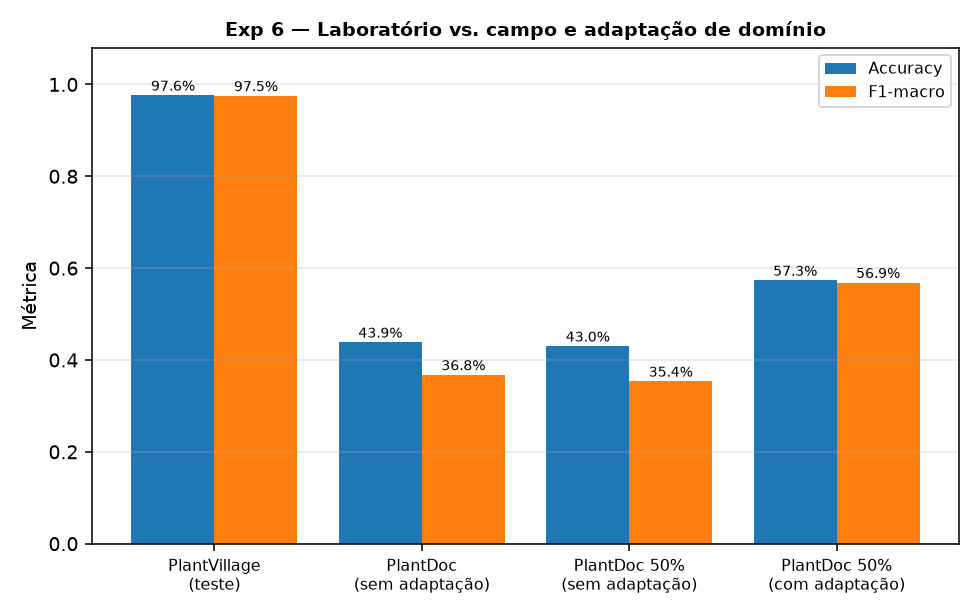 Exp 6 — Laboratório vs. campo e adaptação de domínio
Accuracy
F1-macro
Métrica
1.0
0.8
0.6
0.4
0.2
0.0
97.6%
97.5%
43.9%
36.8%
43.0%
35.4%
57.3%
56.9%
PlantVillage
(teste)
PlantDoc
(sem adaptação)
PlantDoc 50%
(sem adaptação)
PlantDoc 50%
(com adaptação)